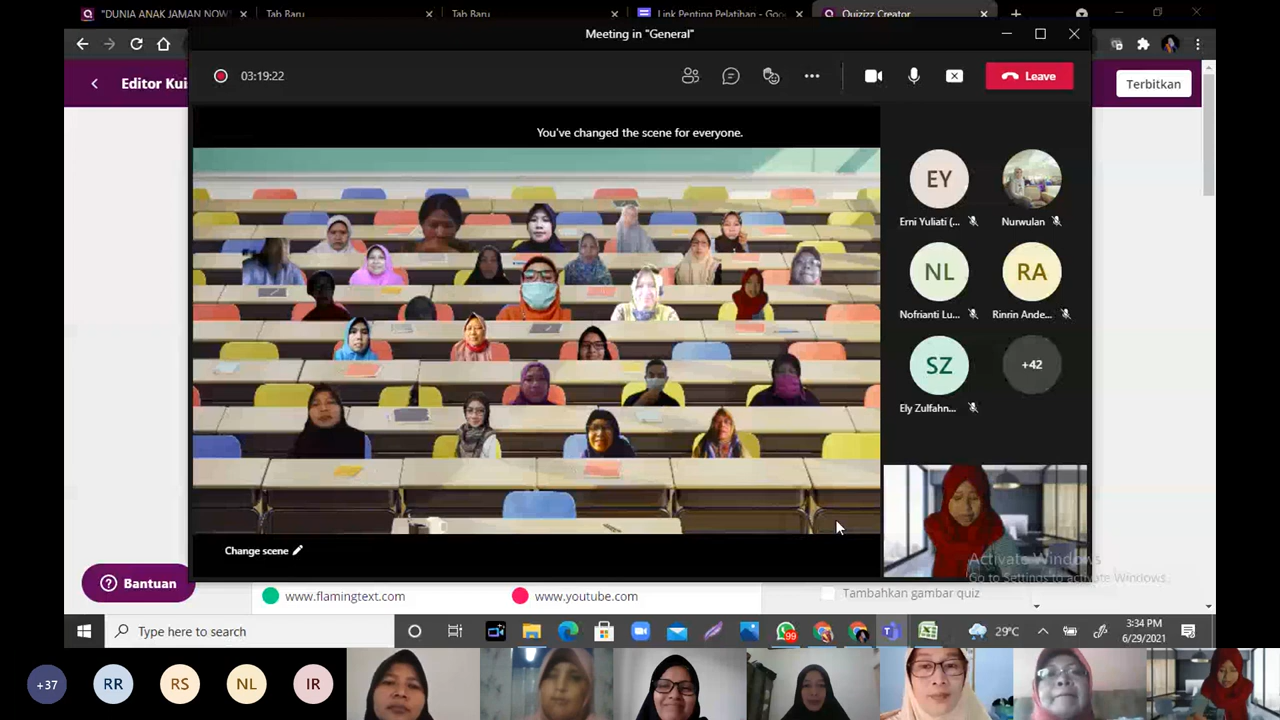 "DUNIA ANAK JAMAN NOW"
Tab Baru
Tab Baru
Link Penting Pelatihan - Goo
Quizizz Creator
Meeting in "General"
Editor Kui
03:19:22
Leave
Terbitkan
You've changed the scene for everyone.
EY
Erni Yuliati (...
Nurwulan
NL
RA
Nofrianti Lu...
Rinrin Ande...
SZ
+42
Ely Zulfahn...
Change scene
Activate Windows
Go to Settings to activate Windows.
Bantuan
www.flamingtext.com
www.youtube.com
Tambahkan gambar quiz
Type here to search
99
29°C
3:34 PM
6/29/2021
+37
RR
RS
NL
IR